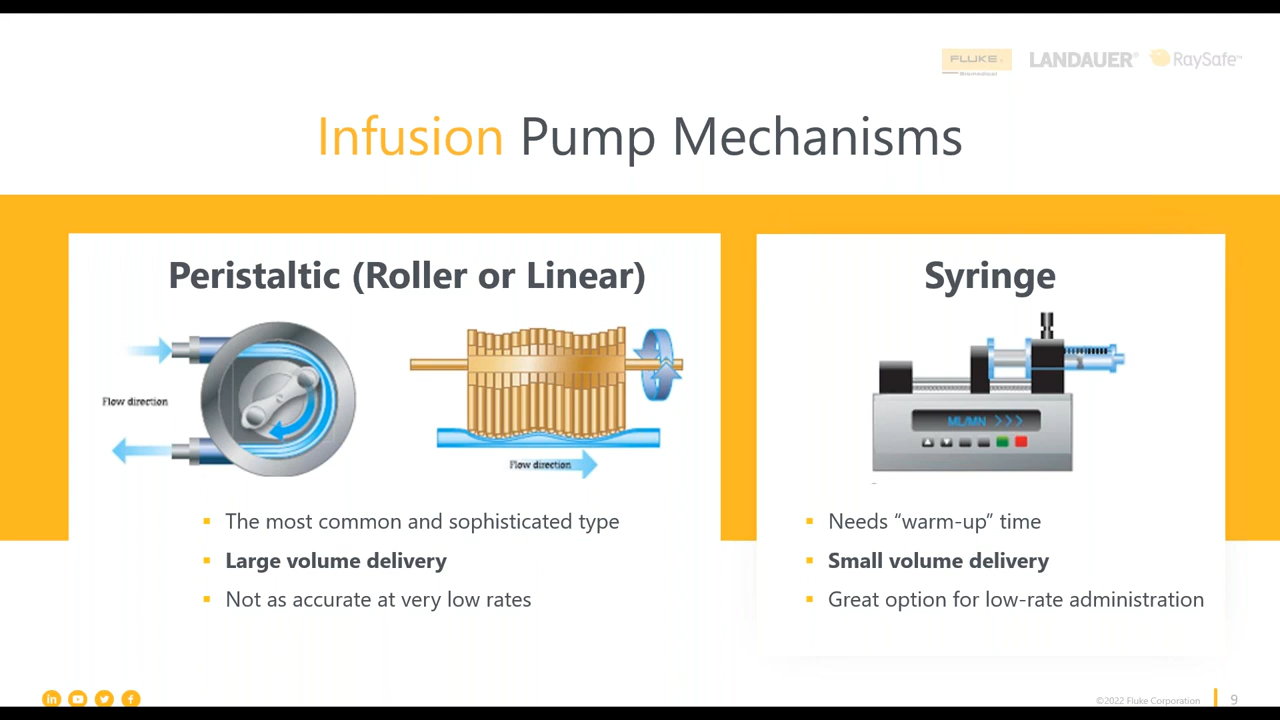 FLUKE
Biomedical
LANDAUER®
RaySafe™
Infusion Pump Mechanisms
Peristaltic (Roller or Linear)
Flow direction
Flow direction
▪ The most common and sophisticated type
▪ Large volume delivery
▪ Not as accurate at very low rates
Syringe
ML/MN >>>
▪ Needs “warm-up” time
▪ Small volume delivery
▪ Great option for low-rate administration
©2022 Fluke Corporation
9